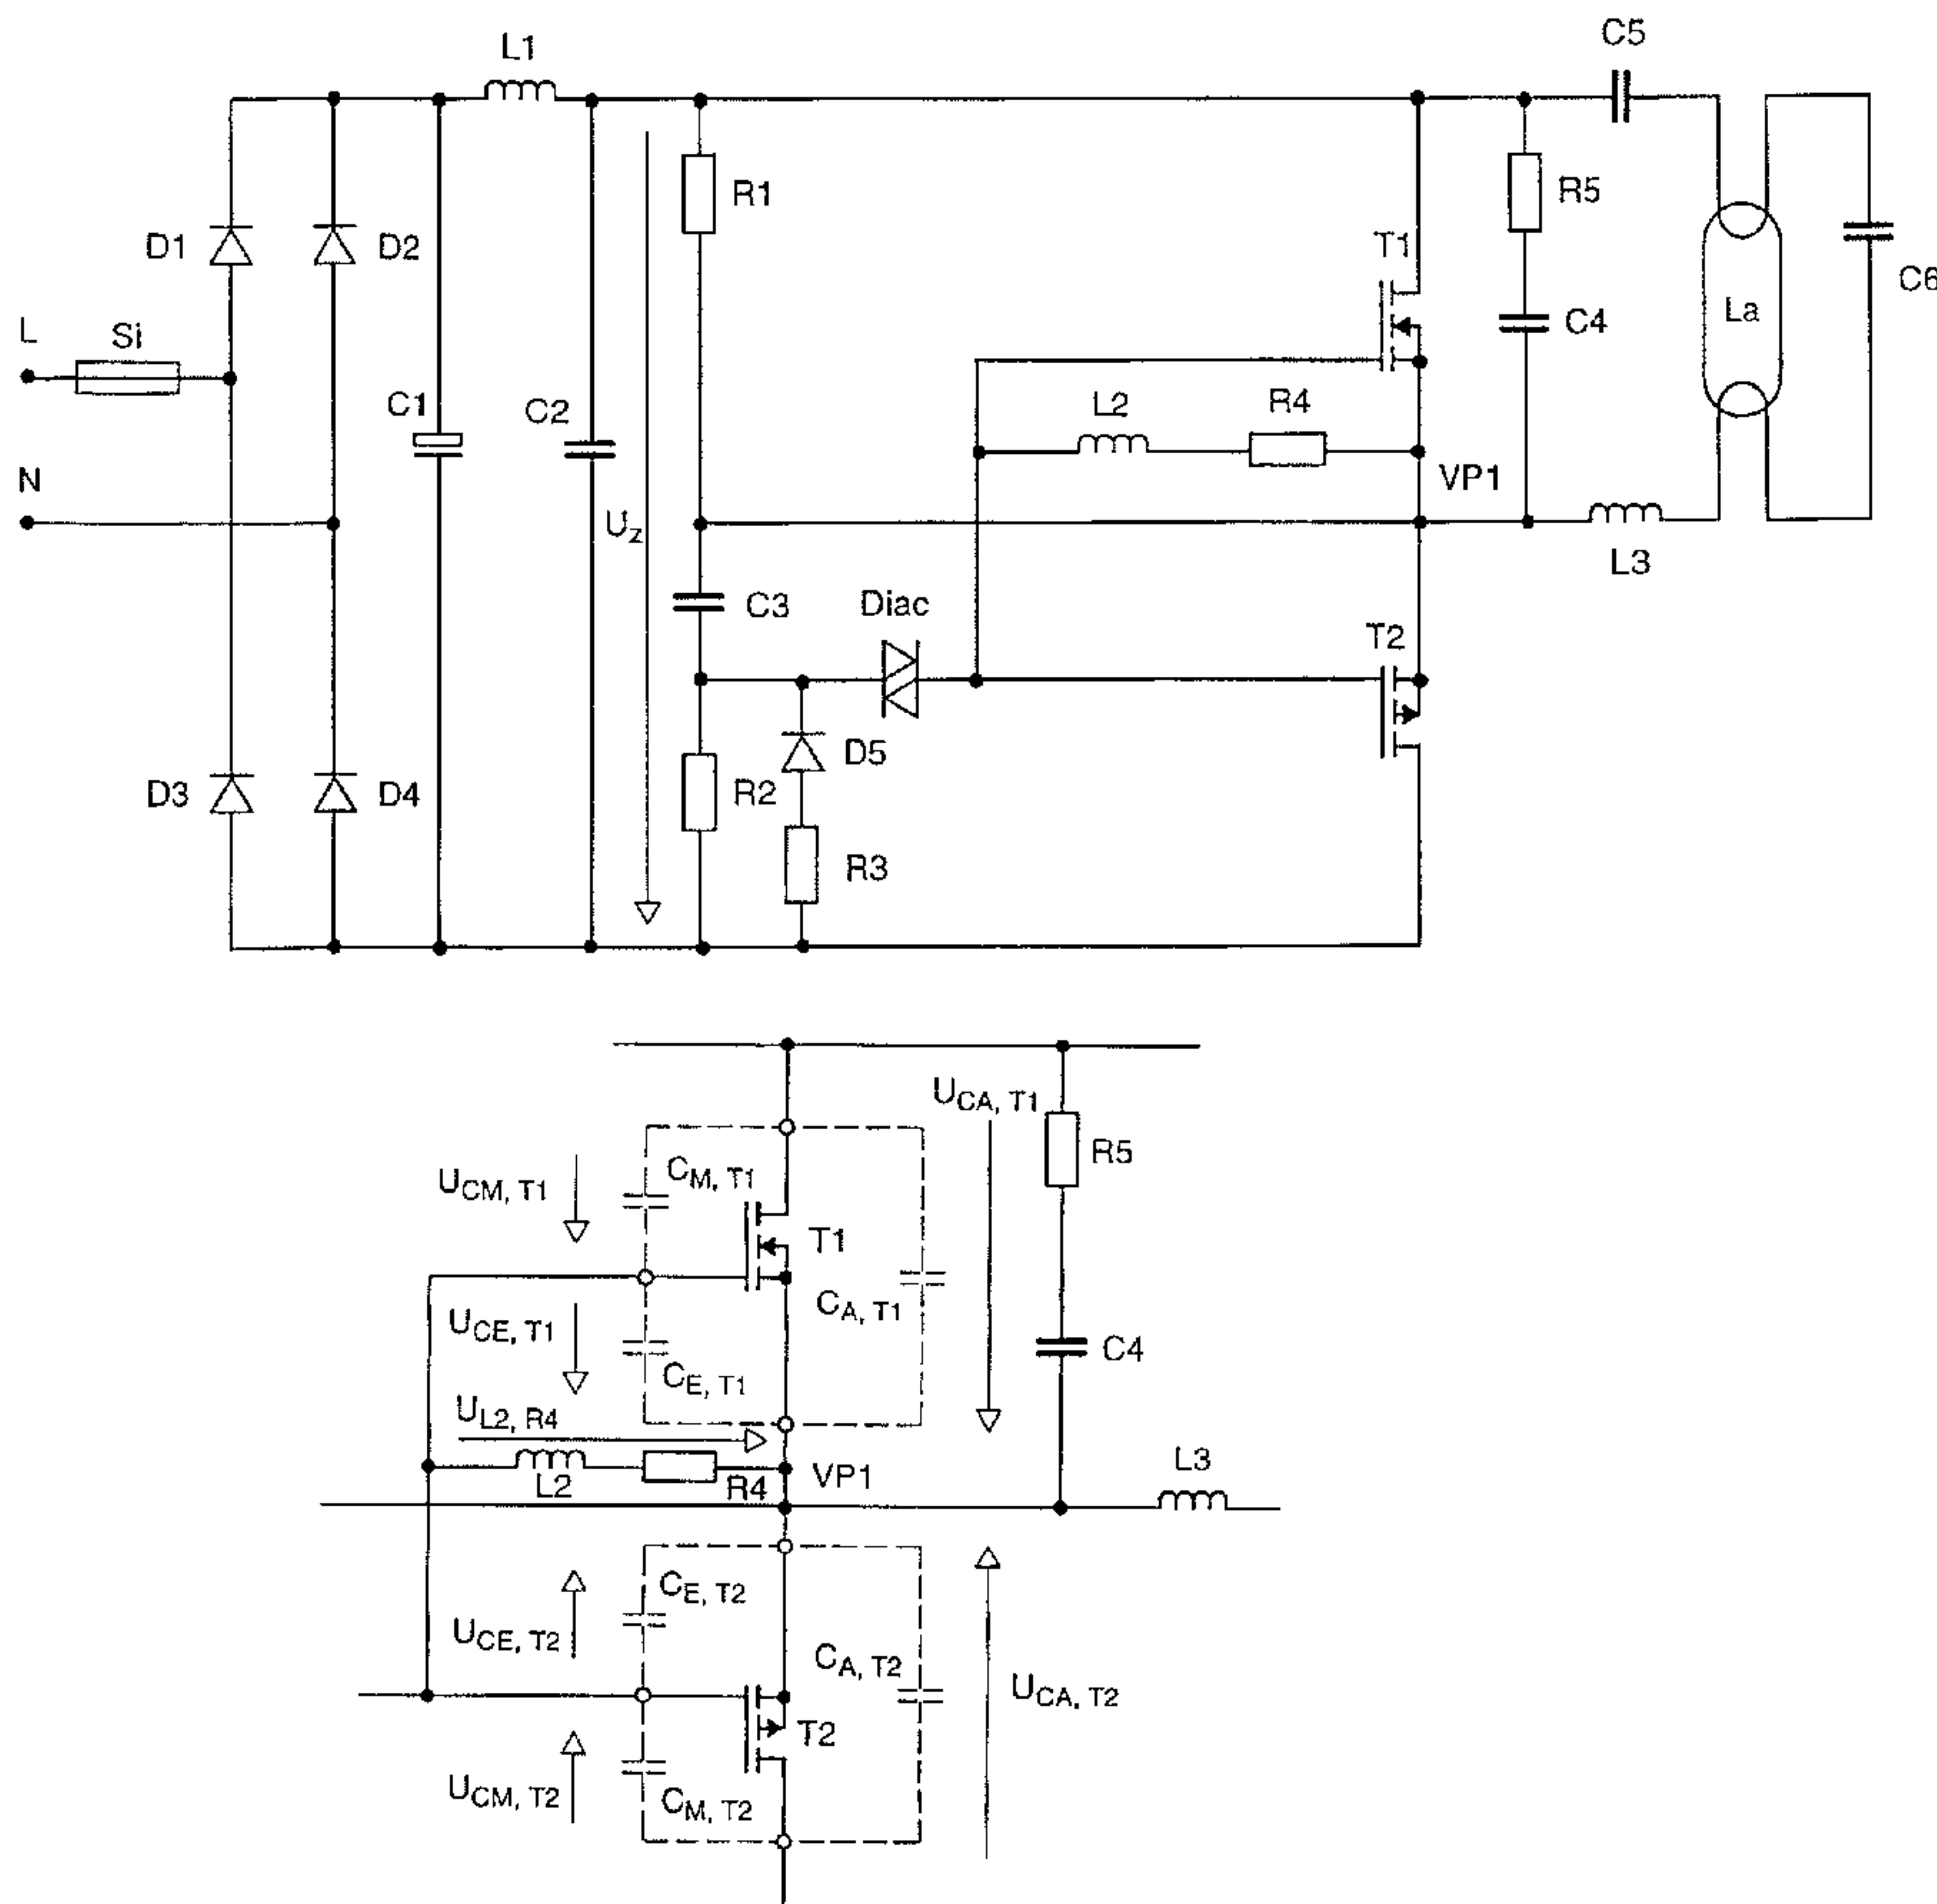 C5
L1
R1
R5
D1
D2
T1
C6
L
Si
C4
La
C1
C2
L2
R4
N
VP1
Uz
L3
C3
Diac
T2
D3
D4
R2
D5
R3
UCA, T1
R5
UCM, T1
CM, T1
T1
UCE, T1
CA, T1
C4
CE, T1
UL2, R4
L2
R4
VP1
L3
CE, T2
UCE, T2
CA, T2
UCA, T2
T2
UCM, T2
CM, T2